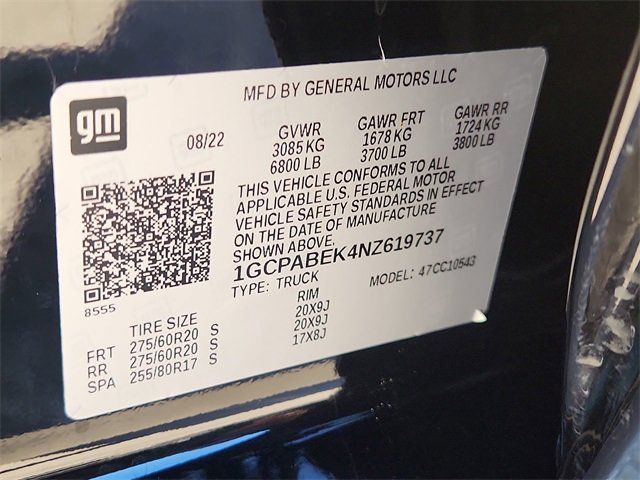 MFD BY GENERAL MOTORS LLC
gm
08/22
GVWR
3085 KG
6800 LB
GAWR FRT
1678 KG
3700 LB
GAWR RR
1724 KG
3800 LB
THIS VEHICLE CONFORMS TO ALL
APPLICABLE U.S. FEDERAL MOTOR
VEHICLE SAFETY STANDARDS IN EFFECT
ON THE DATE OF MANUFACTURE
SHOWN ABOVE.
1GCPABEK4NZ619737
TYPE: TRUCK
MODEL: 47CC10543
8555
TIRE SIZE RIM
FRT 275/60R20 S 20X9J
RR 275/60R20 S 20X9J
SPA 255/80R17 S 17X8J